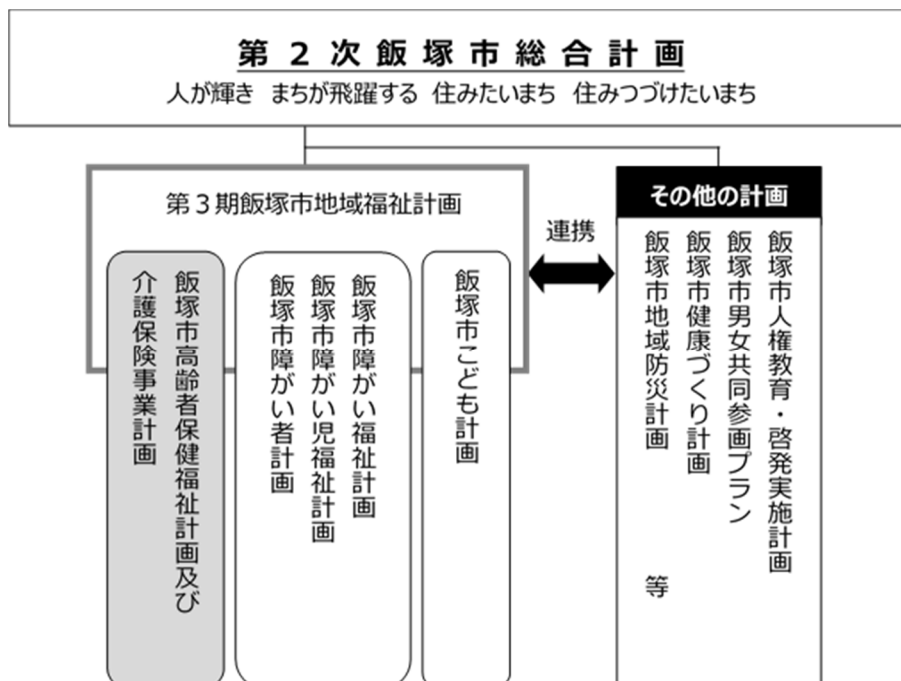 第２次飯塚市総合計画
人が輝き まちが飛躍する 住みたいまち 住みつづけたいまち
第３期飯塚市地域福祉計画
飯塚市こども計画
飯塚市障がい福祉計画
飯塚市障がい児福祉計画
飯塚市障がい者計画
飯塚市高齢者保健福祉計画及び
介護保険事業計画
連携
その他の計画
飯塚市人権教育・啓発実施計画
飯塚市男女共同参画プラン
飯塚市健康づくり計画
飯塚市地域防災計画
等